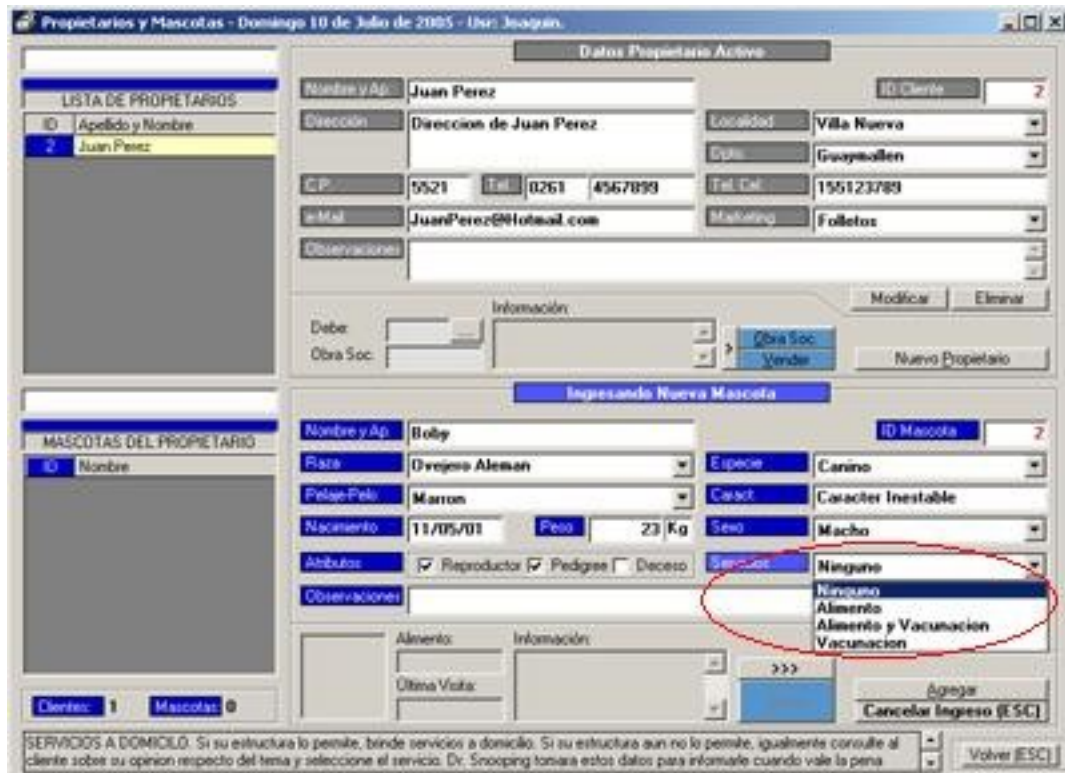 Propietarios y Mascotas - Domingo 10 de Julio de 2005 - Usr: Joaquin.
Datos Propietario Activo
LISTA DE PROPIETARIOS
ID Apellido y Nombre
2 Juan Perez
Nombre y Ap. Juan Perez ID Cliente 2
Dirección Direccion de Juan Perez Localidad Villa Nueva
Dpto. Guaymallen
C.P. 5521 Tel. 0261 4567899 Tel. Cel. 155123789
e-Mail JuanPerez@Hotmail.com Marketing Folletos
Observaciones
Modificar Eliminar
Información:
Debe:
Obra Soc.
> Obra Soc.
Vender
Nuevo Propietario
Ingresando Nueva Mascota
MASCOTAS DEL PROPIETARIO
ID Nombre
Nombre y Ap. Boby ID Mascota 2
Raza Ovejero Aleman Especie Canino
Pelaje-Pelo Marron Caract. Caracter Inestable
Nacimiento 11/05/01 Peso 23 Kg Sexo Macho
Atributos Reproductor Pedigree Deceso Servicios Ninguno
Observaciones
Ninguno
Alimento
Alimento y Vacunacion
Vacunacion
Alimento: Información:
Última Visita:
>>>
Agregar
Cancelar Ingreso (ESC)
Clientes: 1 Mascotas: 0
SERVICIOS A DOMICILO. Si su estructura lo permite, brinde servicios a domicilio. Si su estructura aun no lo permite, igualmente consulte al
cliente sobre su opinion respecto del tema y seleccione el servicio. Dr. Snooping tomara estos datos para informarle cuando vale la pena
Volver (ESC)